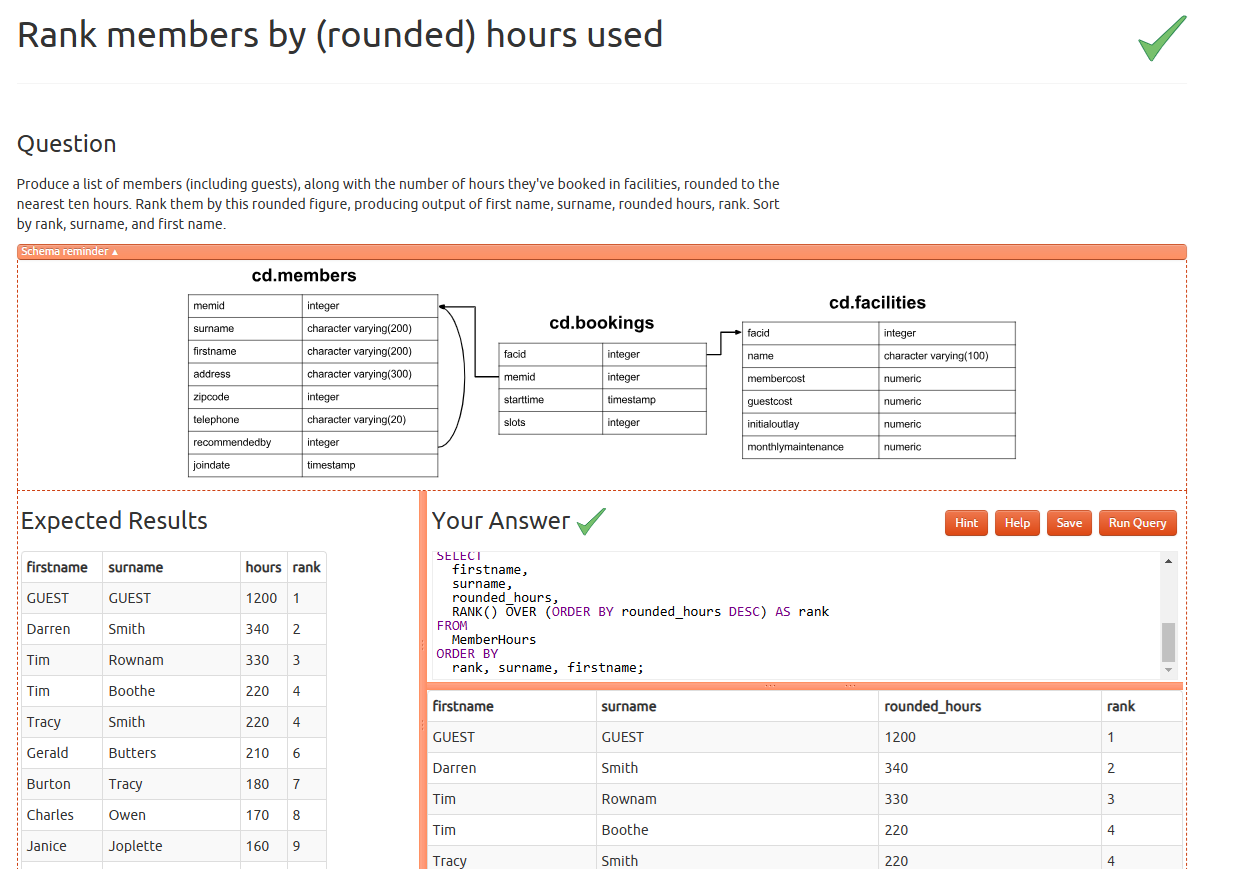 Rank members by (rounded) hours used
Question
Produce a list of members (including guests), along with the number of hours they've booked in facilities, rounded to the
nearest ten hours. Rank them by this rounded figure, producing output of first name, surname, rounded hours, rank. Sort
by rank, surname, and first name.
Schema reminder ▲
cd.members
memid integer
surname character varying(200)
firstname character varying(200)
address character varying(300)
zipcode integer
telephone character varying(20)
recommendedby integer
joindate timestamp
cd.bookings
facid integer
memid integer
starttime timestamp
slots integer
cd.facilities
facid integer
name character varying(100)
membercost numeric
guestcost numeric
initialoutlay numeric
monthlymaintenance numeric
Expected Results
firstname surname hours rank
GUEST GUEST 1200 1
Darren Smith 340 2
Tim Rownam 330 3
Tim Boothe 220 4
Tracy Smith 220 4
Gerald Butters 210 6
Burton Tracy 180 7
Charles Owen 170 8
Janice Joplette 160 9
Your Answer
Hint Help Save Run Query
SELECT
firstname,
surname,
rounded_hours,
RANK() OVER (ORDER BY rounded_hours DESC) AS rank
FROM
MemberHours
ORDER BY
rank, surname, firstname;
firstname surname rounded_hours rank
GUEST GUEST 1200 1
Darren Smith 340 2
Tim Rownam 330 3
Tim Boothe 220 4
Tracy Smith 220 4